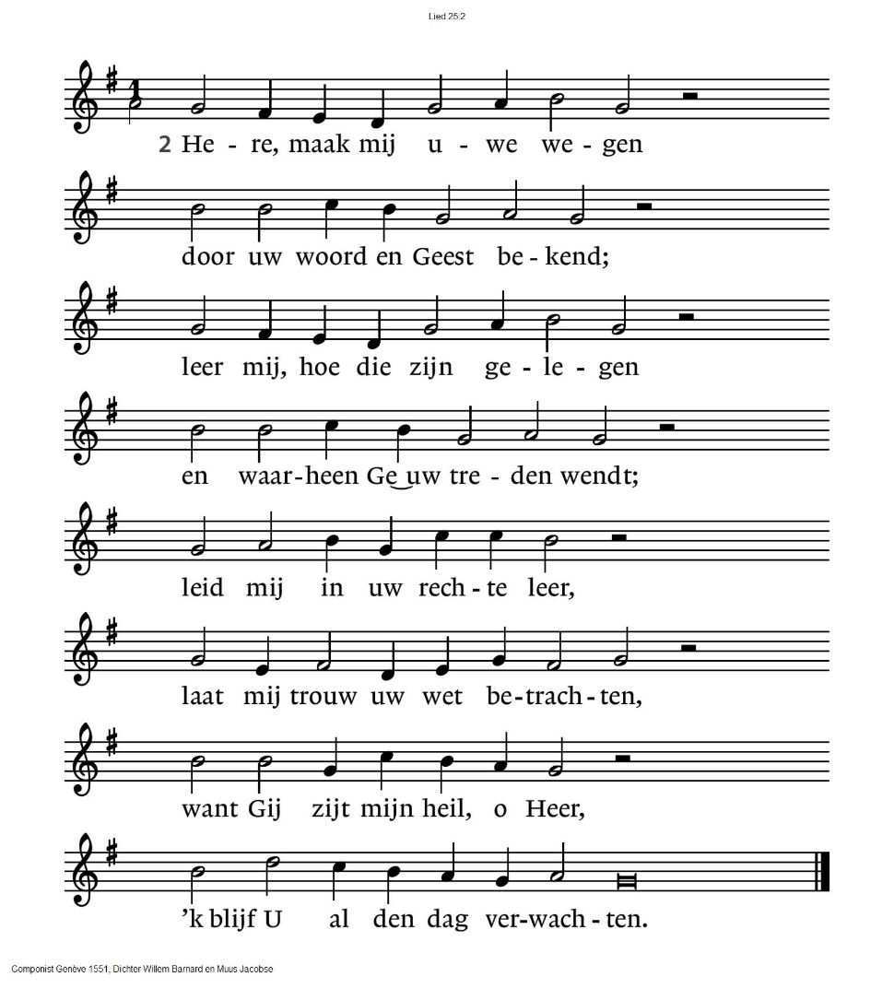 Lied 25:2
1
2 He - re, maak mij u - we we - gen
door uw woord en Geest be - kend;
leer mij, hoe die zijn ge - le - gen
en waar-heen Ge‿uw tre - den wendt;
leid mij in uw rech - te leer,
laat mij trouw uw wet be-trach - ten,
want Gij zijt mijn heil, o Heer,
’k blijf U al den dag ver-wach - ten.
Componist Genève 1551, Dichter Willem Barnard en Muus Jacobse